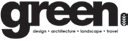 green
design • architecture • landscape • travel